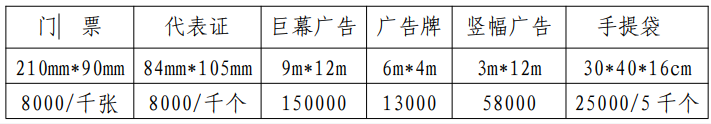 门 票 代表证 巨幕广告 广告牌 竖幅广告 手提袋
210mm*90mm 84mm*105mm 9m*12m 6m*4m 3m*12m 30*40*16cm
8000/千张 8000/千个 150000 13000 58000 25000/5 千个